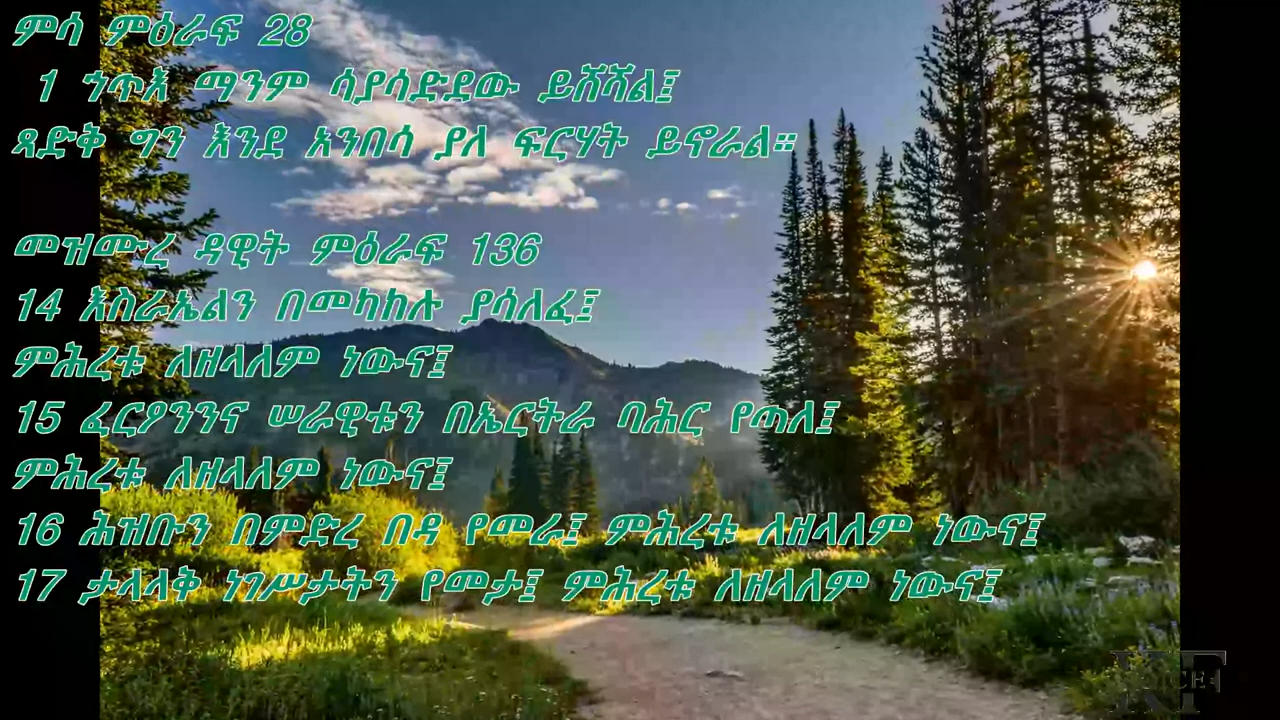 ምሳ ምዕራፍ 28
1 ኀጥእ ማንም ሳያሳድደው ይሸሻል፤
ጻድቅ ግን እንደ አንበሳ ያለ ፍርሃት ይኖራል።
መዝሙረ ዳዊት ምዕራፍ 136
14 እስራኤልን በመካከሉ ያሳለፈ፤
ምሕረቱ ለዘላለም ነውና፤
15 ፈርዖንንና ሠራዊቱን በኤርትራ ባሕር የጣለ፤
ምሕረቱ ለዘላለም ነውና፤
16 ሕዝቡን በምድረ በዳ የመራ፤ ምሕረቱ ለዘላለም ነውና፤
17 ታላላቅ ነገሥታትን የመታ፤ ምሕረቱ ለዘላለም ነውና፤